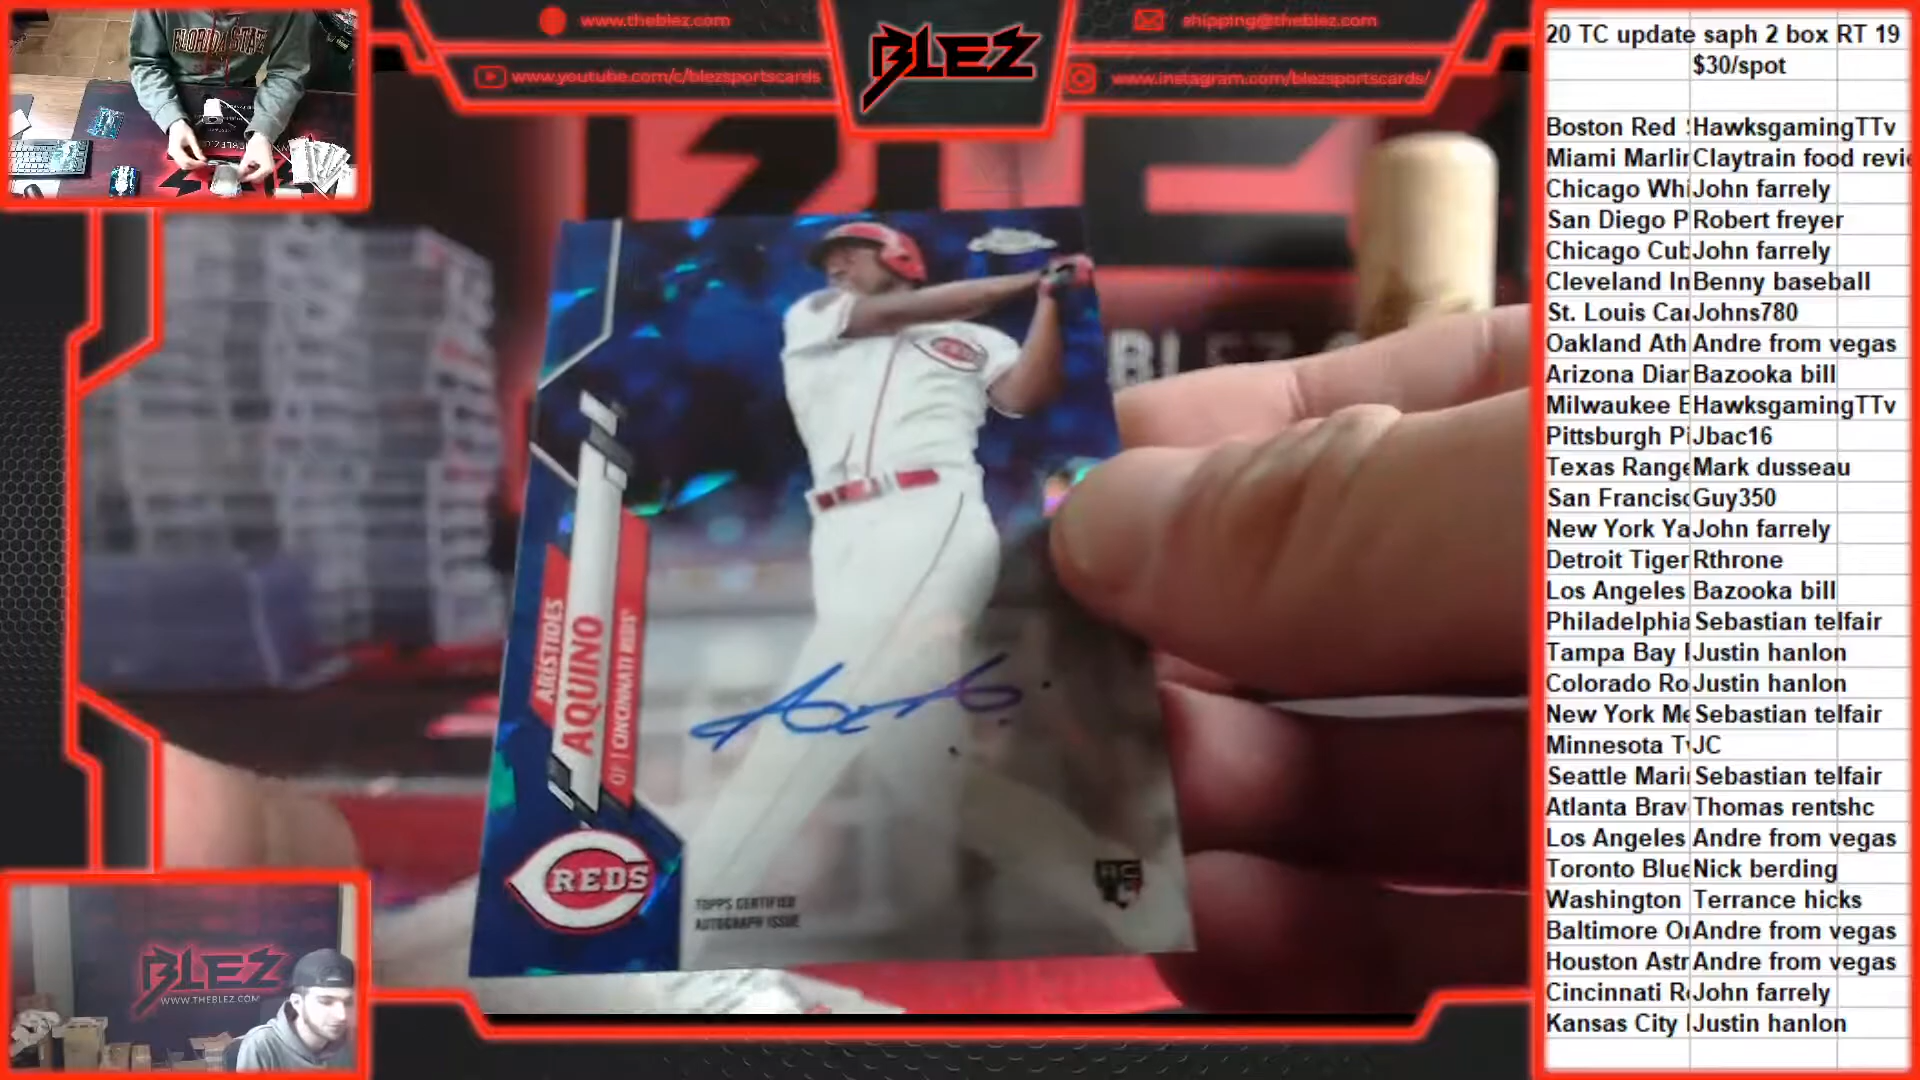 FLORIDA STATE
www.theblez.com
shipping@theblez.com
www.youtube.com/c/blezsportscards
www.instagram.com/blezsportscards/
BLEZ
REDS
ARISTIDES
AQUINO
OF | CINCINNATI REDS
REDS
TOPPS CERTIFIED
AUTOGRAPH ISSUE
RC
BLEZ
WWW.THEBLEZ.COM
20 TC update saph 2 box RT 19
$30/spot
Boston Red HawksgamingTTv
Miami Marlin Claytrain food revi
Chicago Whi John farrely
San Diego P Robert freyer
Chicago Cub John farrely
Cleveland In Benny baseball
St. Louis Car Johns780
Oakland Ath Andre from vegas
Arizona Diar Bazooka bill
Milwaukee B HawksgamingTTv
Pittsburgh Pi Jbac16
Texas Range Mark dusseau
San Francisc Guy350
New York Ya John farrely
Detroit Tiger Rthrone
Los Angeles Bazooka bill
Philadelphia Sebastian telfair
Tampa Bay Justin hanlon
Colorado Ro Justin hanlon
New York Me Sebastian telfair
Minnesota Tw JC
Seattle Mari Sebastian telfair
Atlanta Brav Thomas rentshc
Los Angeles Andre from vegas
Toronto Blue Nick berding
Washington Terrance hicks
Baltimore Or Andre from vegas
Houston Astr Andre from vegas
Cincinnati Re John farrely
Kansas City Justin hanlon